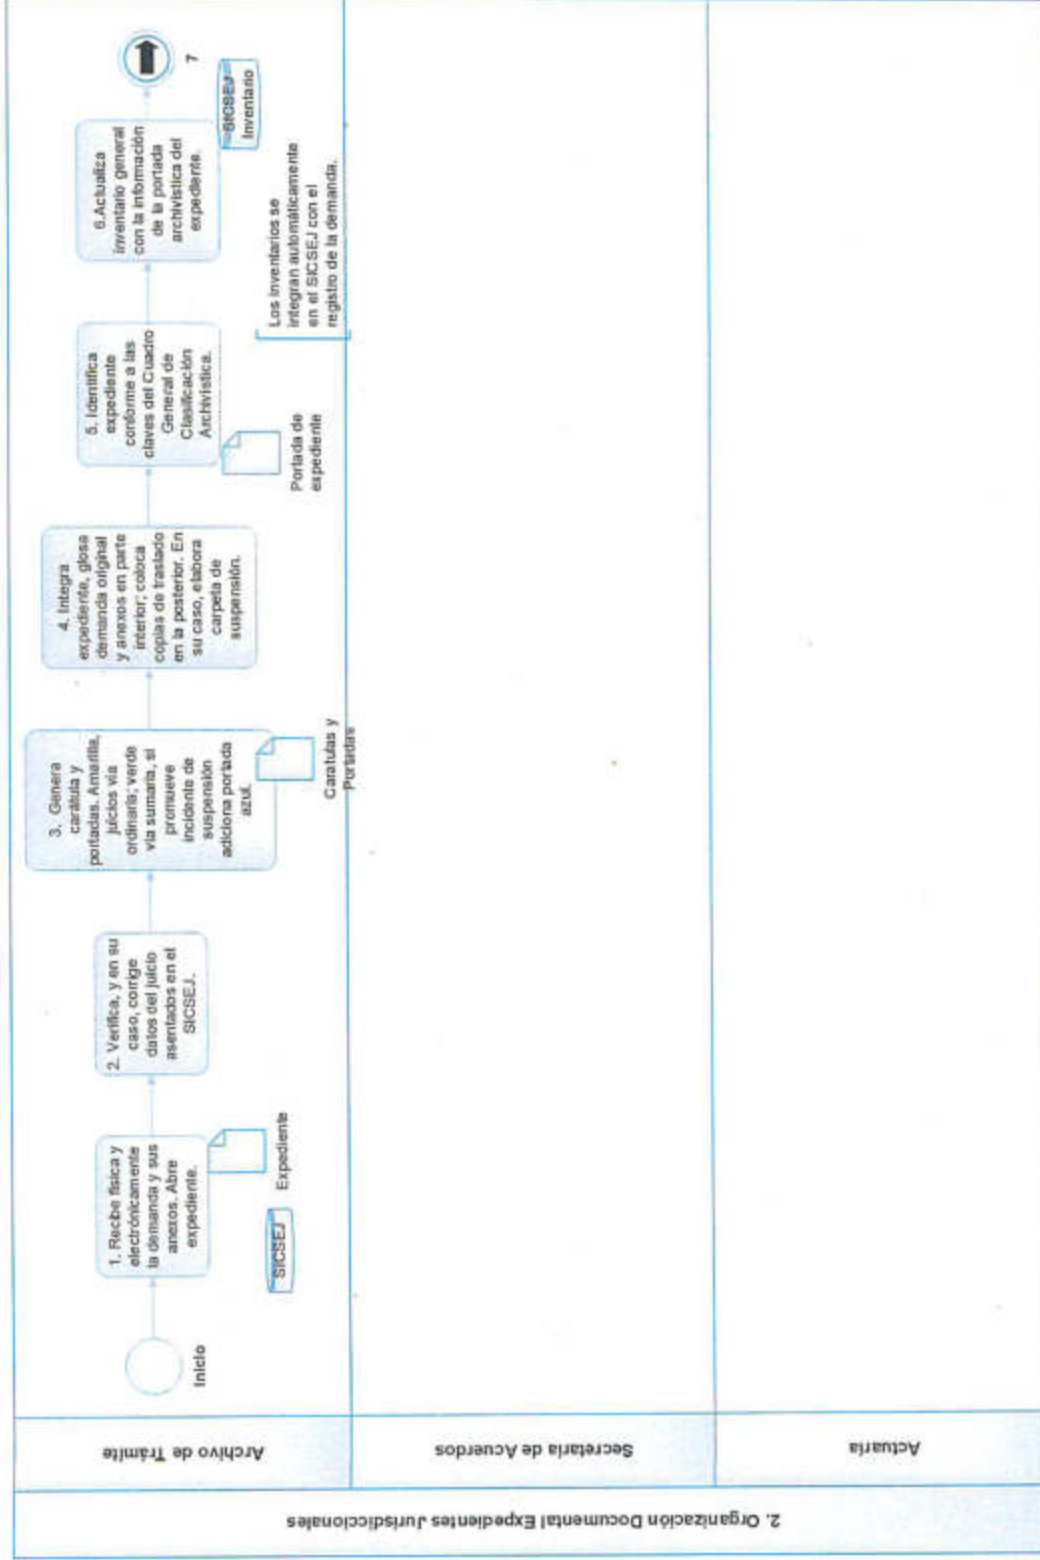 2. Organización Documental Expedientes Jurisdiccionales
Archivo de Trámite
Secretaria de Acuerdos
Actuaría
Inicio
1. Recibe física y
electrónicamente
la demanda y sus
anexos. Abre
expediente.
SICSEJ
Expediente
2. Verifica, y en su
caso, corrige
datos del juicio
asentados en el
SICSEJ.
3. Genera
carátula y
portadas. Amarilla,
juicios vía
ordinaria; verde
vía sumaria, si
promueve
incidente de
suspensión
adiciona portada
azul.
Caratulas y
Portadas
4. Integra
expediente, glosa
demanda original
y anexos en parte
interior; coloca
copias de traslado
en la posterior. En
su caso, elabora
carpeta de
suspensión.
5. Identifica
expediente
conforme a las
claves del Cuadro
General de
Clasificación
Archivística.
Portada de
expediente
6.Actualiza
inventario general
con la información
de la portada
archivística del
expediente.
SICSEJ
Inventario
Los inventarios se
integran automáticamente
en el SICSEJ con el
registro de la demanda.
7